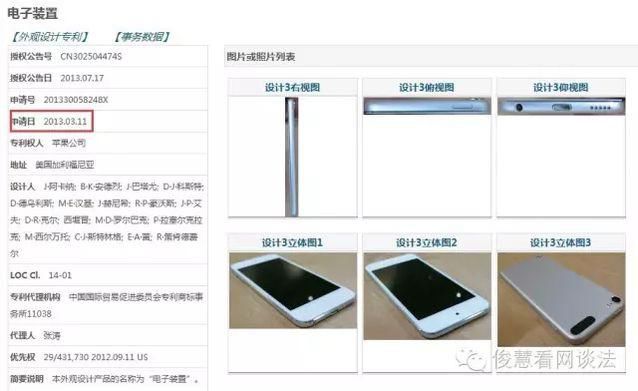 电子装置
【外观设计专利】 【事务数据】
授权公告号 CN302504474S
授权公告日 2013.07.17
申请号 201330058248X
申请日 2013.03.11
专利权人 苹果公司
地址 美国加利福尼亚
设计人 J·阿卡纳; B·K·安德烈; J·巴塔尤; D·J·科斯特;
D·德乌利斯; M·E·汉基; J·赫尼希; R·P·豪沃斯; J·P·艾
夫; D·R·克尔; 西堀晋; M·D·罗尔巴克; P·拉塞尔克拉
克; M·西尔万托; C·J·斯特林格; E·A·黄; R·策肯德塞
尔
LOC Cl. 14-01
专利代理机构 中国国际贸易促进委员会专利商标事
务所11038
代理人 张涛
优先权 29/431,730 2012.09.11 US
简要说明 本外观设计产品的名称为“电子装置”。
图片或照片列表
设计3右视图 设计3俯视图 设计3仰视图
设计3立体图1 设计3立体图2 设计3立体图3
俊慧看网谈法